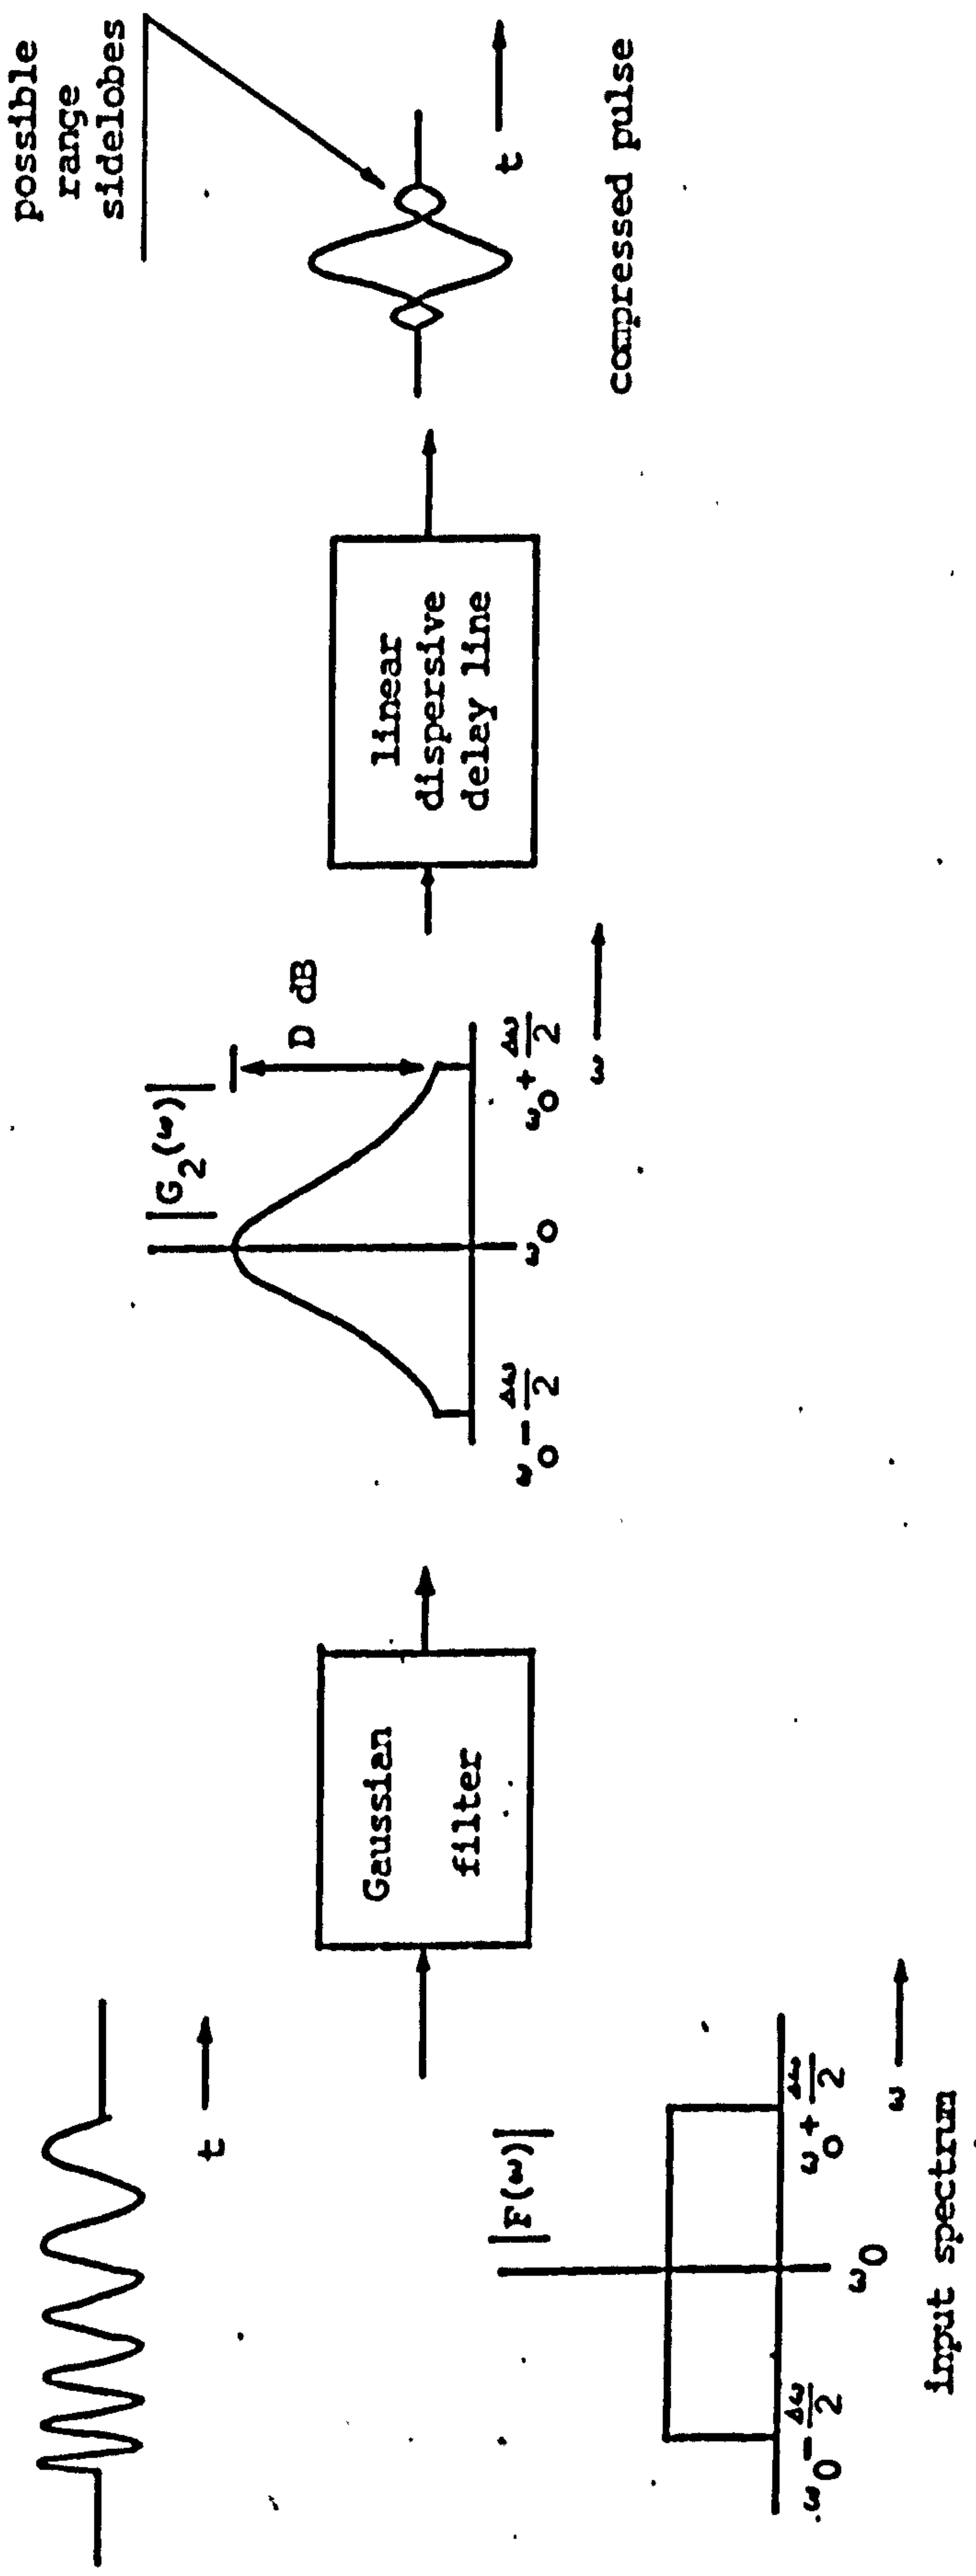 t
|F(ω)|
ω₀ − Δω/2
ω₀
ω₀ + Δω/2
ω
input spectrum
Gaussian
filter
|G₂(ω)|
D dB
ω₀ − Δω/2
ω₀
ω₀ + Δω/2
ω
linear
dispersive
delay line
possible
range
sidelobes
t
compressed pulse